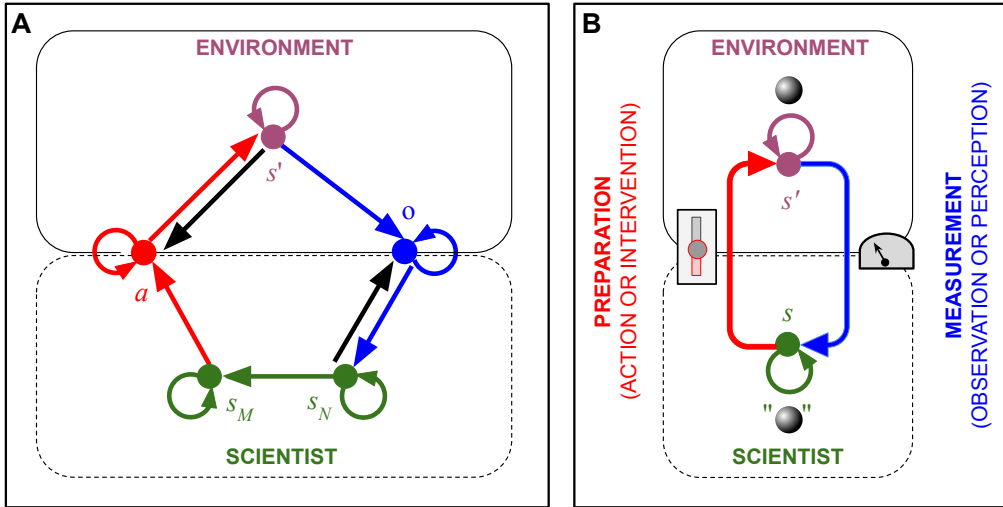 A
ENVIRONMENT
s'
o
a
s_M
s_N
SCIENTIST
B
ENVIRONMENT
s'
PREPARATION
(ACTION OR INTERVENTION)
MEASUREMENT
(OBSERVATION OR PERCEPTION)
s
" "
SCIENTIST